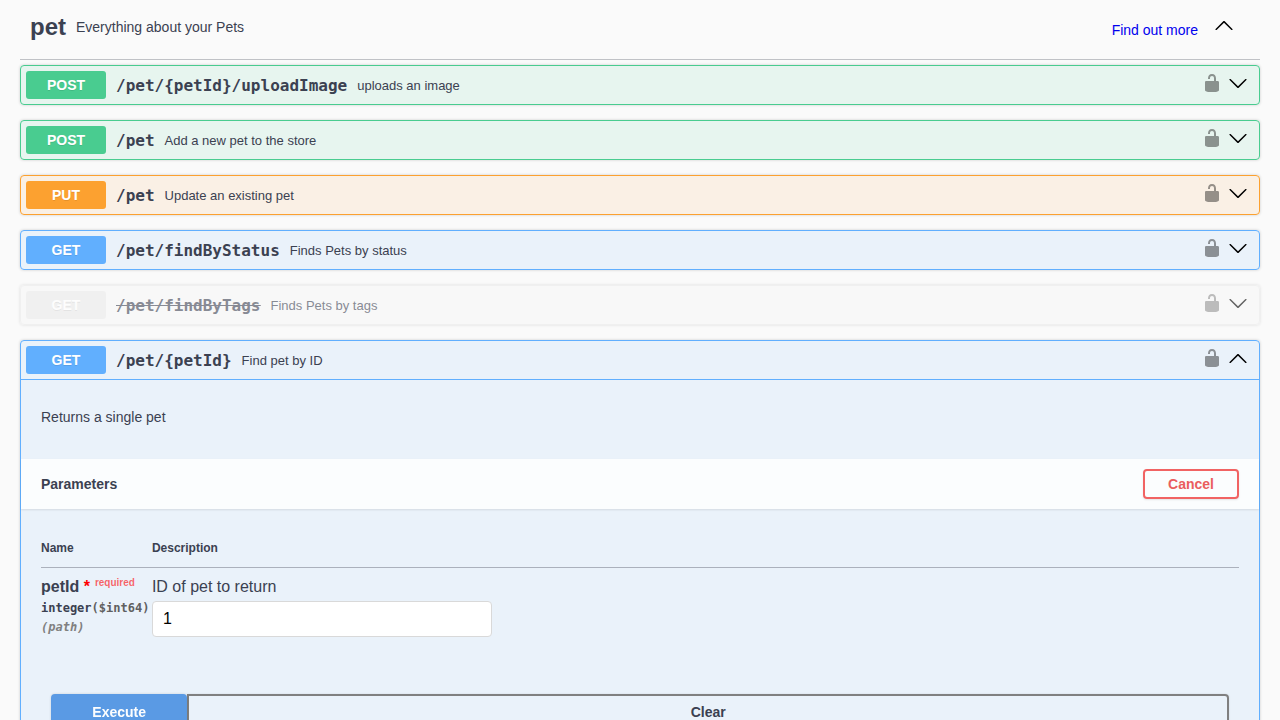 pet Everything about your Pets Find out more
POST /pet/{petId}/uploadImage uploads an image
POST /pet Add a new pet to the store
PUT /pet Update an existing pet
GET /pet/findByStatus Finds Pets by status
GET /pet/findByTags Finds Pets by tags
GET /pet/{petId} Find pet by ID
Returns a single pet
Parameters Cancel
Name Description
petId * required ID of pet to return
integer($int64) 1
(path)
Execute Clear